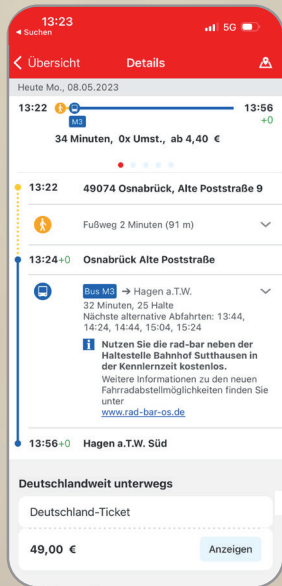 13:23
Suchen
5G
Übersicht
Details
Heute Mo., 08.05.2023
13:22
13:56
+0
M3
34 Minuten, 0x Umst., ab 4,40 €
13:22 49074 Osnabrück, Alte Poststraße 9
Fußweg 2 Minuten (91 m)
13:24+0 Osnabrück Alte Poststraße
Bus M3 → Hagen a.T.W.
32 Minuten, 25 Halte
Nächste alternative Abfahrten: 13:44,
14:24, 14:44, 15:04, 15:24
i Nutzen Sie die rad-bar neben der
Haltestelle Bahnhof Sutthausen in
der Kennlernzeit kostenlos.
Weitere Informationen zu den neuen
Fahrradabstellmöglichkeiten finden Sie
unter
www.rad-bar-os.de
13:56+0 Hagen a.T.W. Süd
Deutschlandweit unterwegs
Deutschland-Ticket
49,00 €
Anzeigen